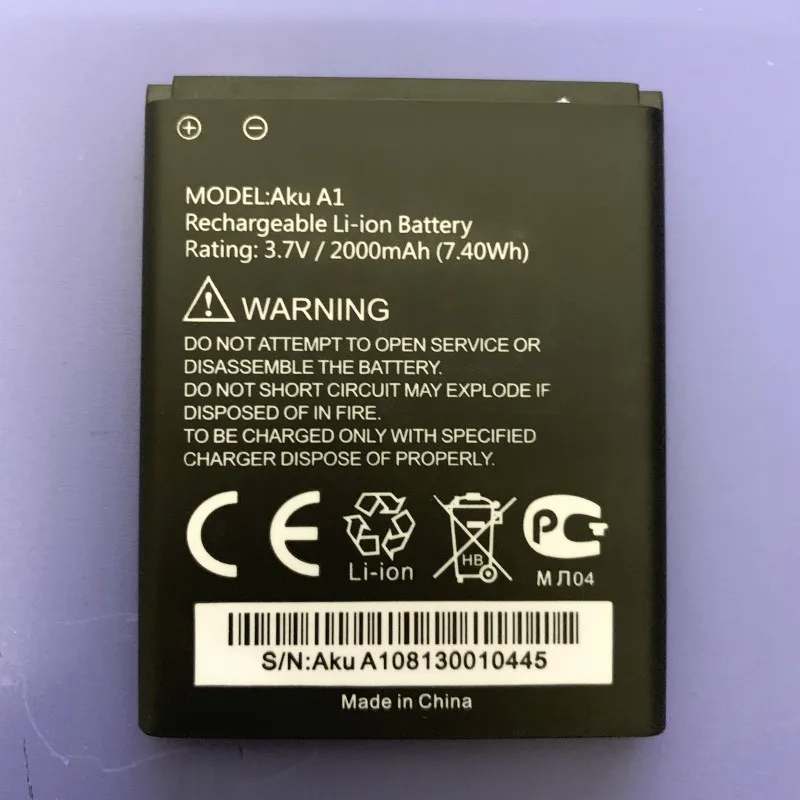 MODEL:Aku A1
Rechargeable Li-ion Battery
Rating: 3.7V / 2000mAh (7.40Wh)
WARNING
DO NOT ATTEMPT TO OPEN SERVICE OR
DISASSEMBLE THE BATTERY.
DO NOT SHORT CIRCUIT MAY EXPLODE IF
DISPOSED OF IN FIRE.
TO BE CHARGED ONLY WITH SPECIFIED
CHARGER DISPOSE OF PROPERLY.
CE
Li-ion
HB
РС
МЛ04
S/N:Aku A108130010445
Made in China